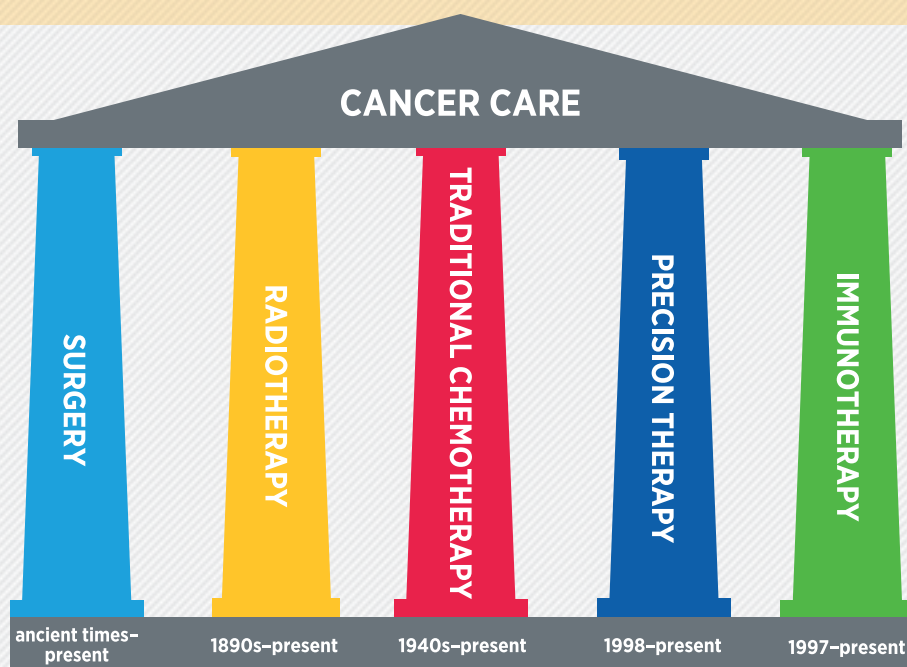 CANCER CARE
SURGERY
RADIOTHERAPY
TRADITIONAL CHEMOTHERAPY
PRECISION THERAPY
IMMUNOTHERAPY
ancient times–
present
1890s–present
1940s–present
1998–present
1997–present